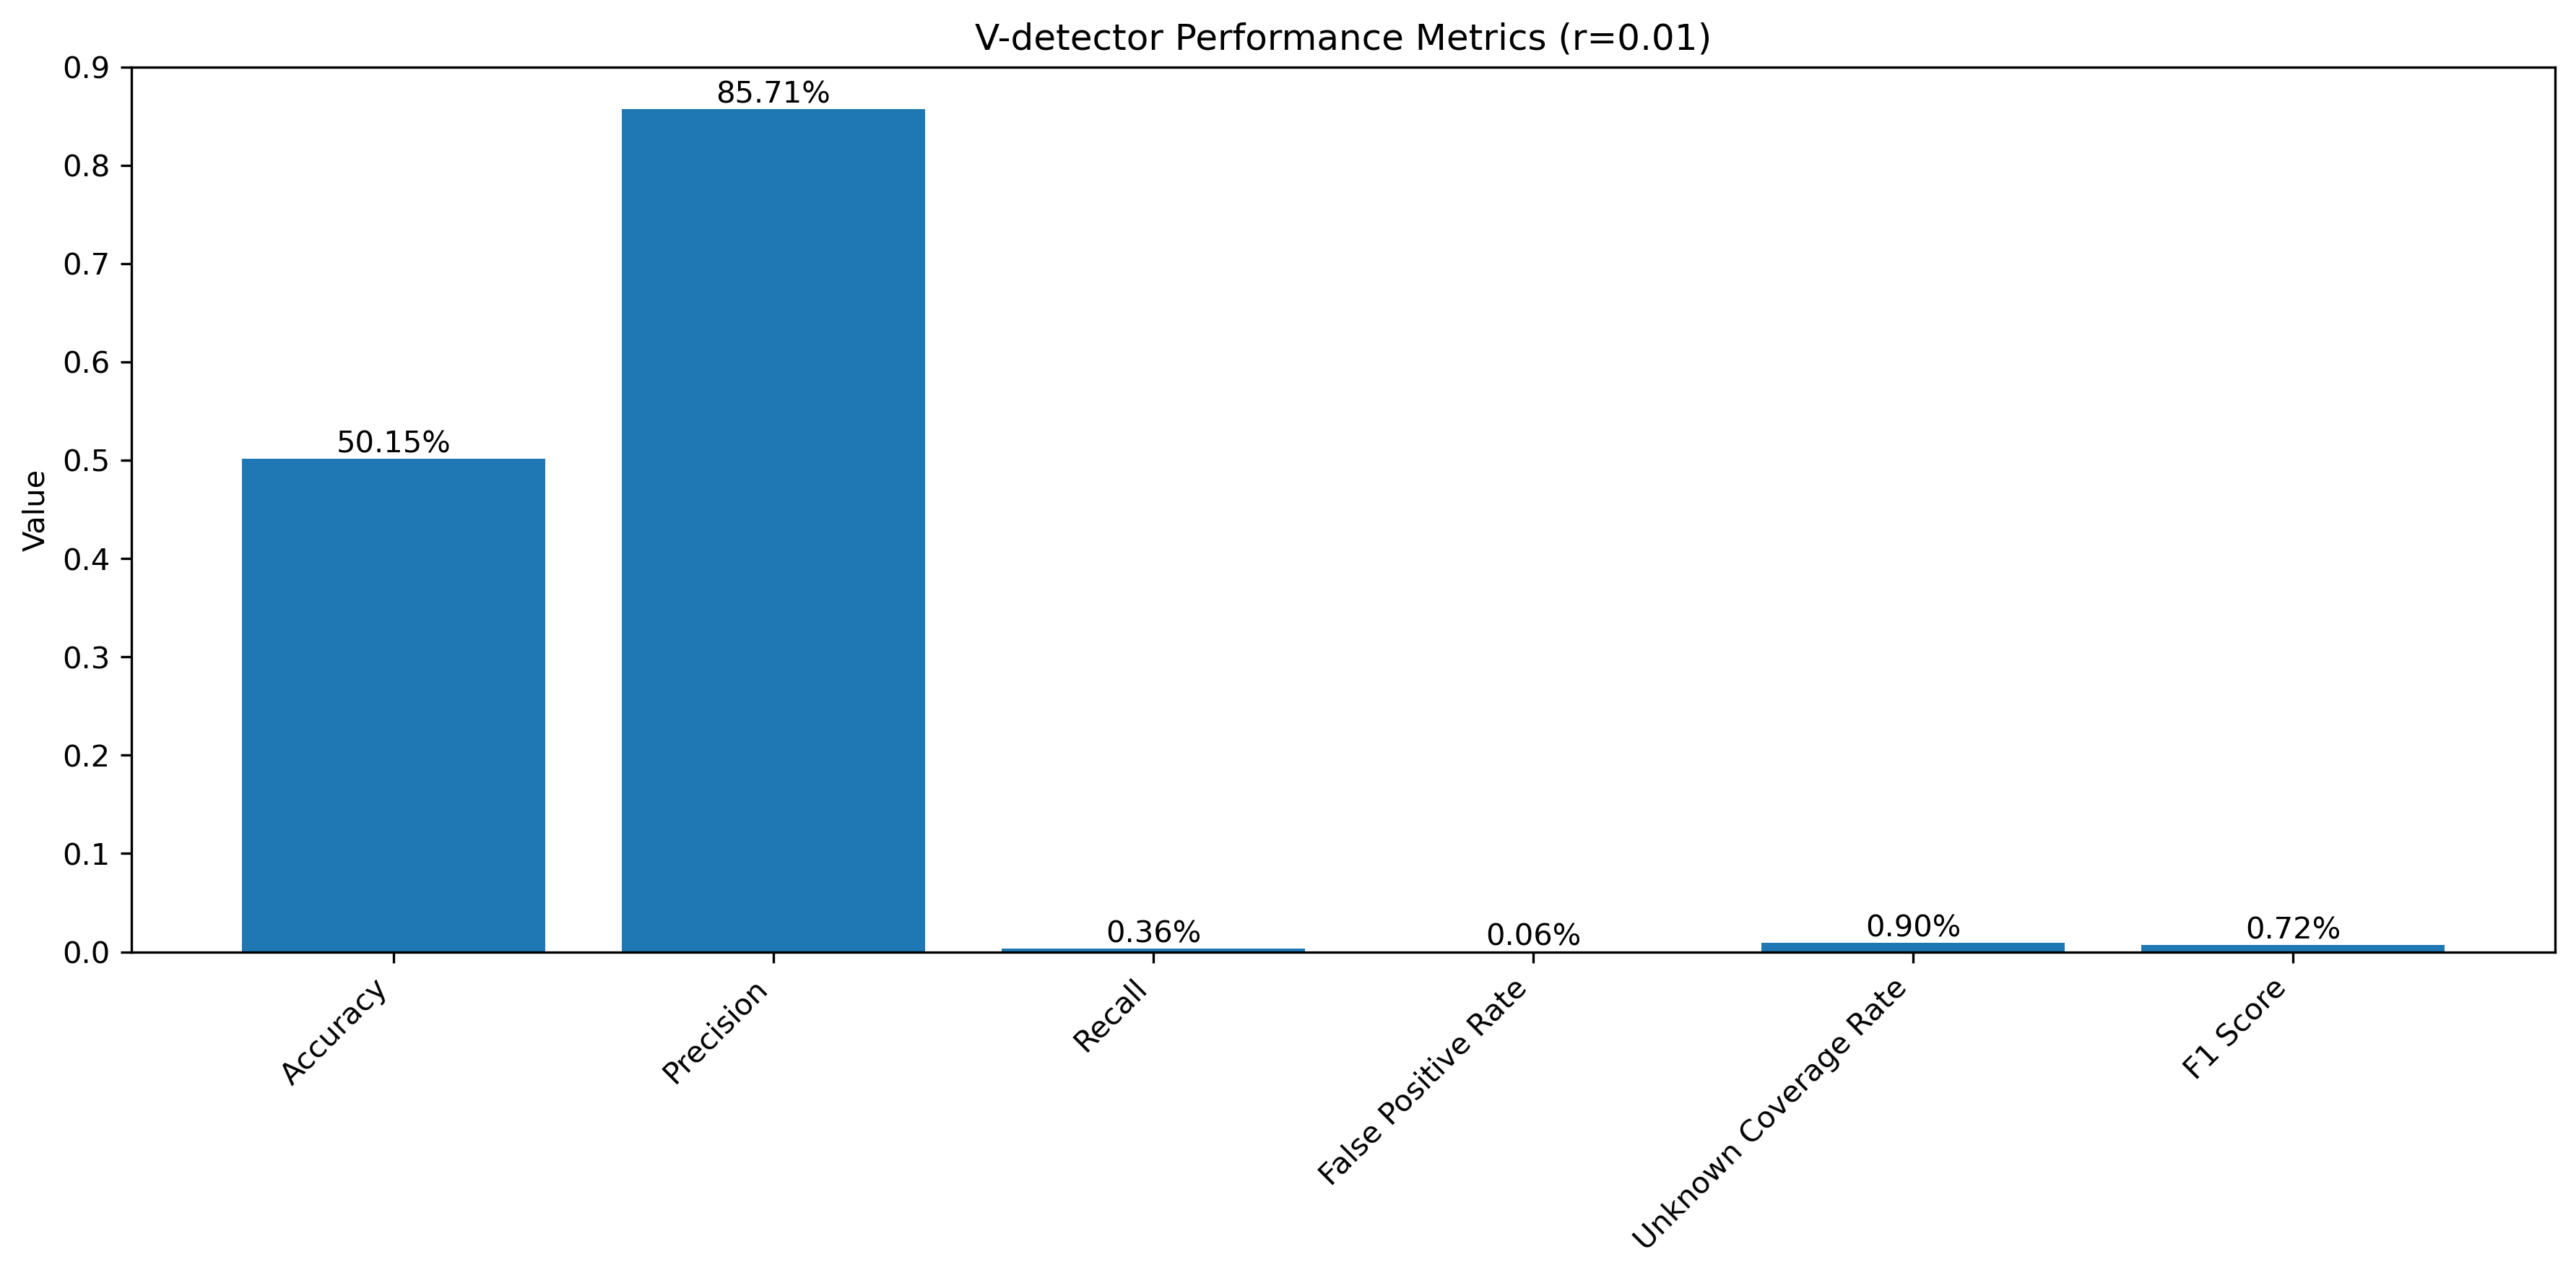 V-detector Performance Metrics (r=0.01)
Value
0.9
0.8
0.7
0.6
0.5
0.4
0.3
0.2
0.1
0.0
50.15%
85.71%
0.36%
0.06%
0.90%
0.72%
Accuracy
Precision
Recall
False Positive Rate
Unknown Coverage Rate
F1 Score